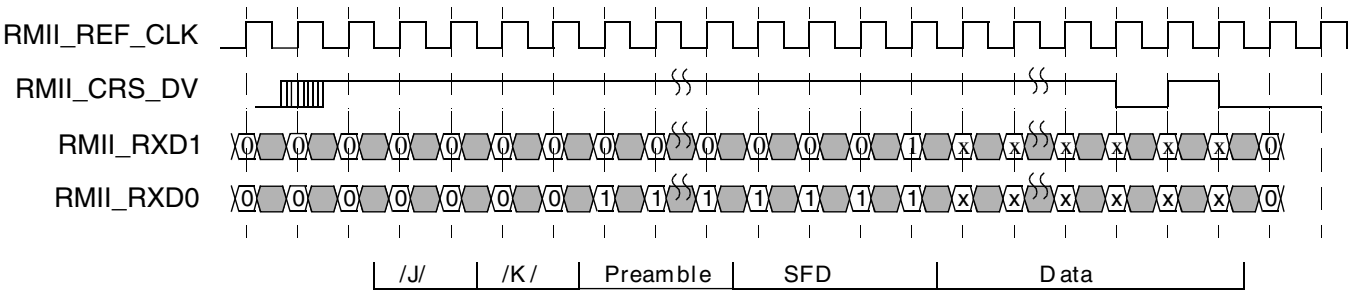 RMII_REF_CLK
RMII_CRS_DV
RMII_RXD1 0 0 0 0 0 0 0 0 0 0 0 0 0 1 x x x x x x 0
RMII_RXD0 0 0 0 0 0 0 0 1 1 1 1 1 1 1 x x x x x x 0
/J/ /K/ Preamble SFD Data